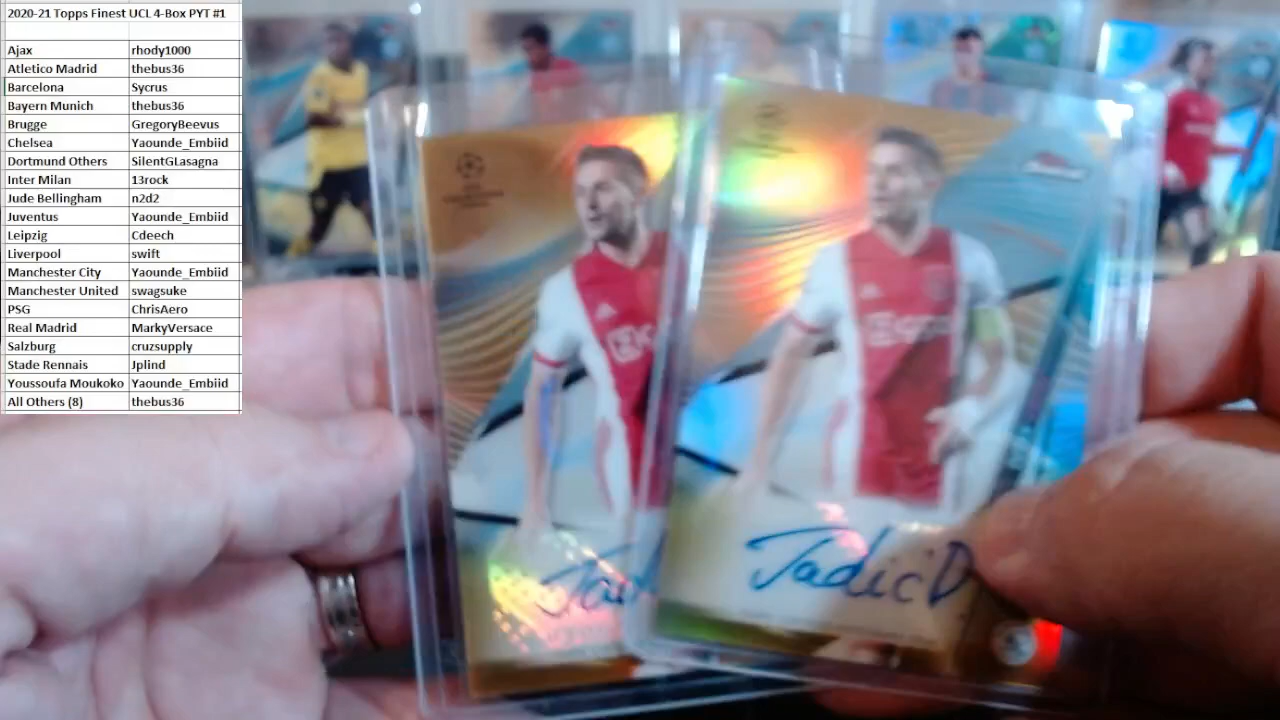 2020-21 Topps Finest UCL 4-Box PYT #1
Ajax rhody1000
Atletico Madrid thebus36
Barcelona Sycrus
Bayern Munich thebus36
Brugge GregoryBeevus
Chelsea Yaounde_Embiid
Dortmund Others SilentGLasagna
Inter Milan 13rock
Jude Bellingham n2d2
Juventus Yaounde_Embiid
Leipzig Cdeech
Liverpool swift
Manchester City Yaounde_Embiid
Manchester United swagsuke
PSG ChrisAero
Real Madrid MarkyVersace
Salzburg cruzsupply
Stade Rennais Jplind
Youssoufa Moukoko Yaounde_Embiid
All Others (8) thebus36
Tadic D